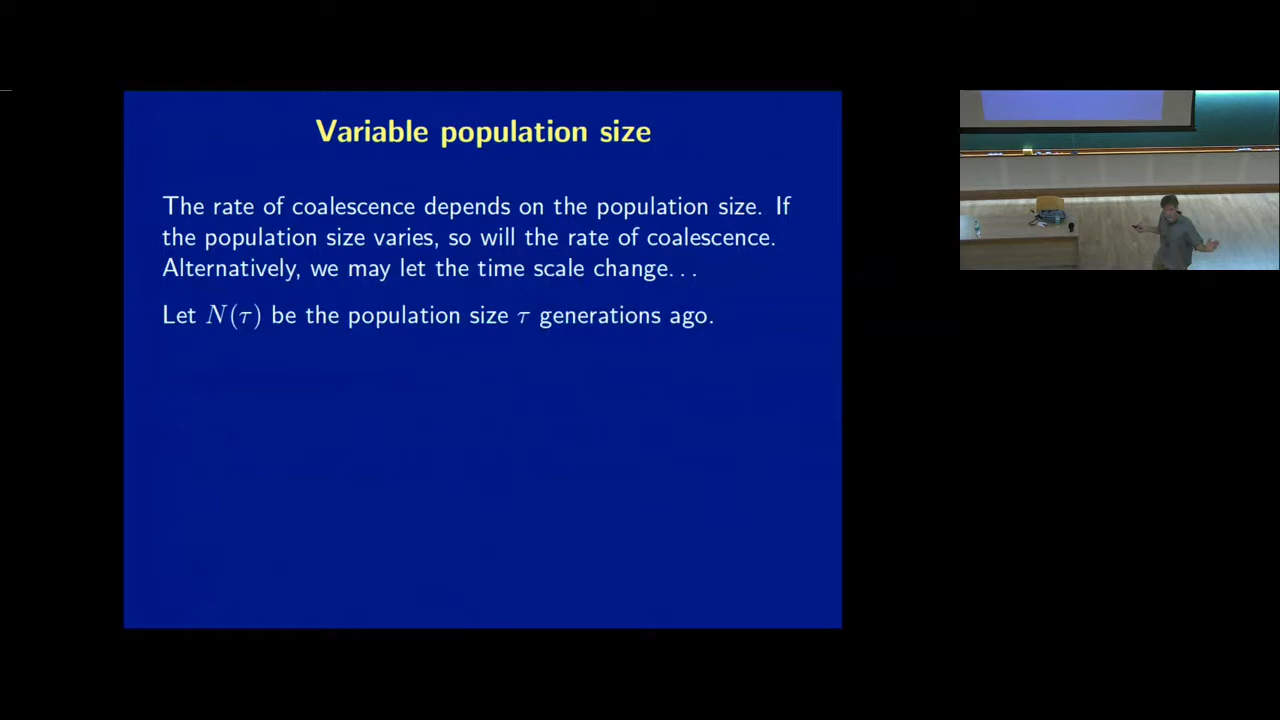 Variable population size
The rate of coalescence depends on the population size. If
the population size varies, so will the rate of coalescence.
Alternatively, we may let the time scale change...
Let N(τ) be the population size τ generations ago.